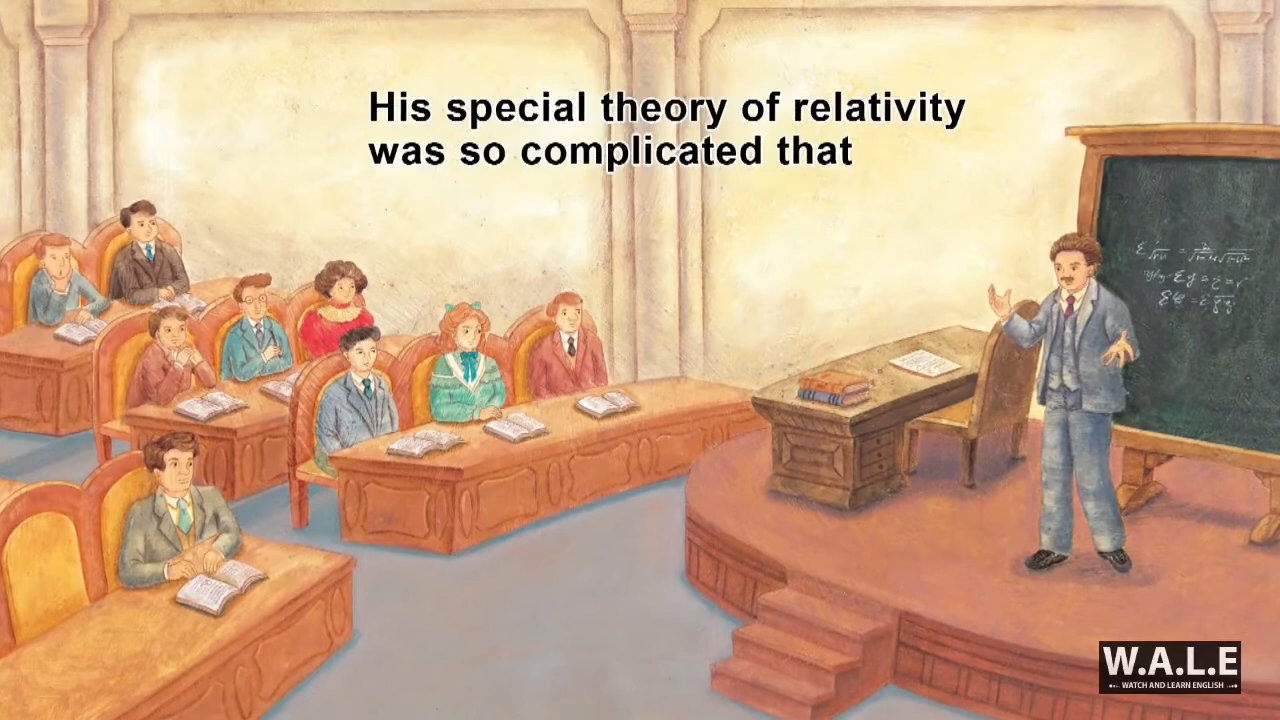 His special theory of relativity
was so complicated that
W.A.L.E
WATCH AND LEARN ENGLISH